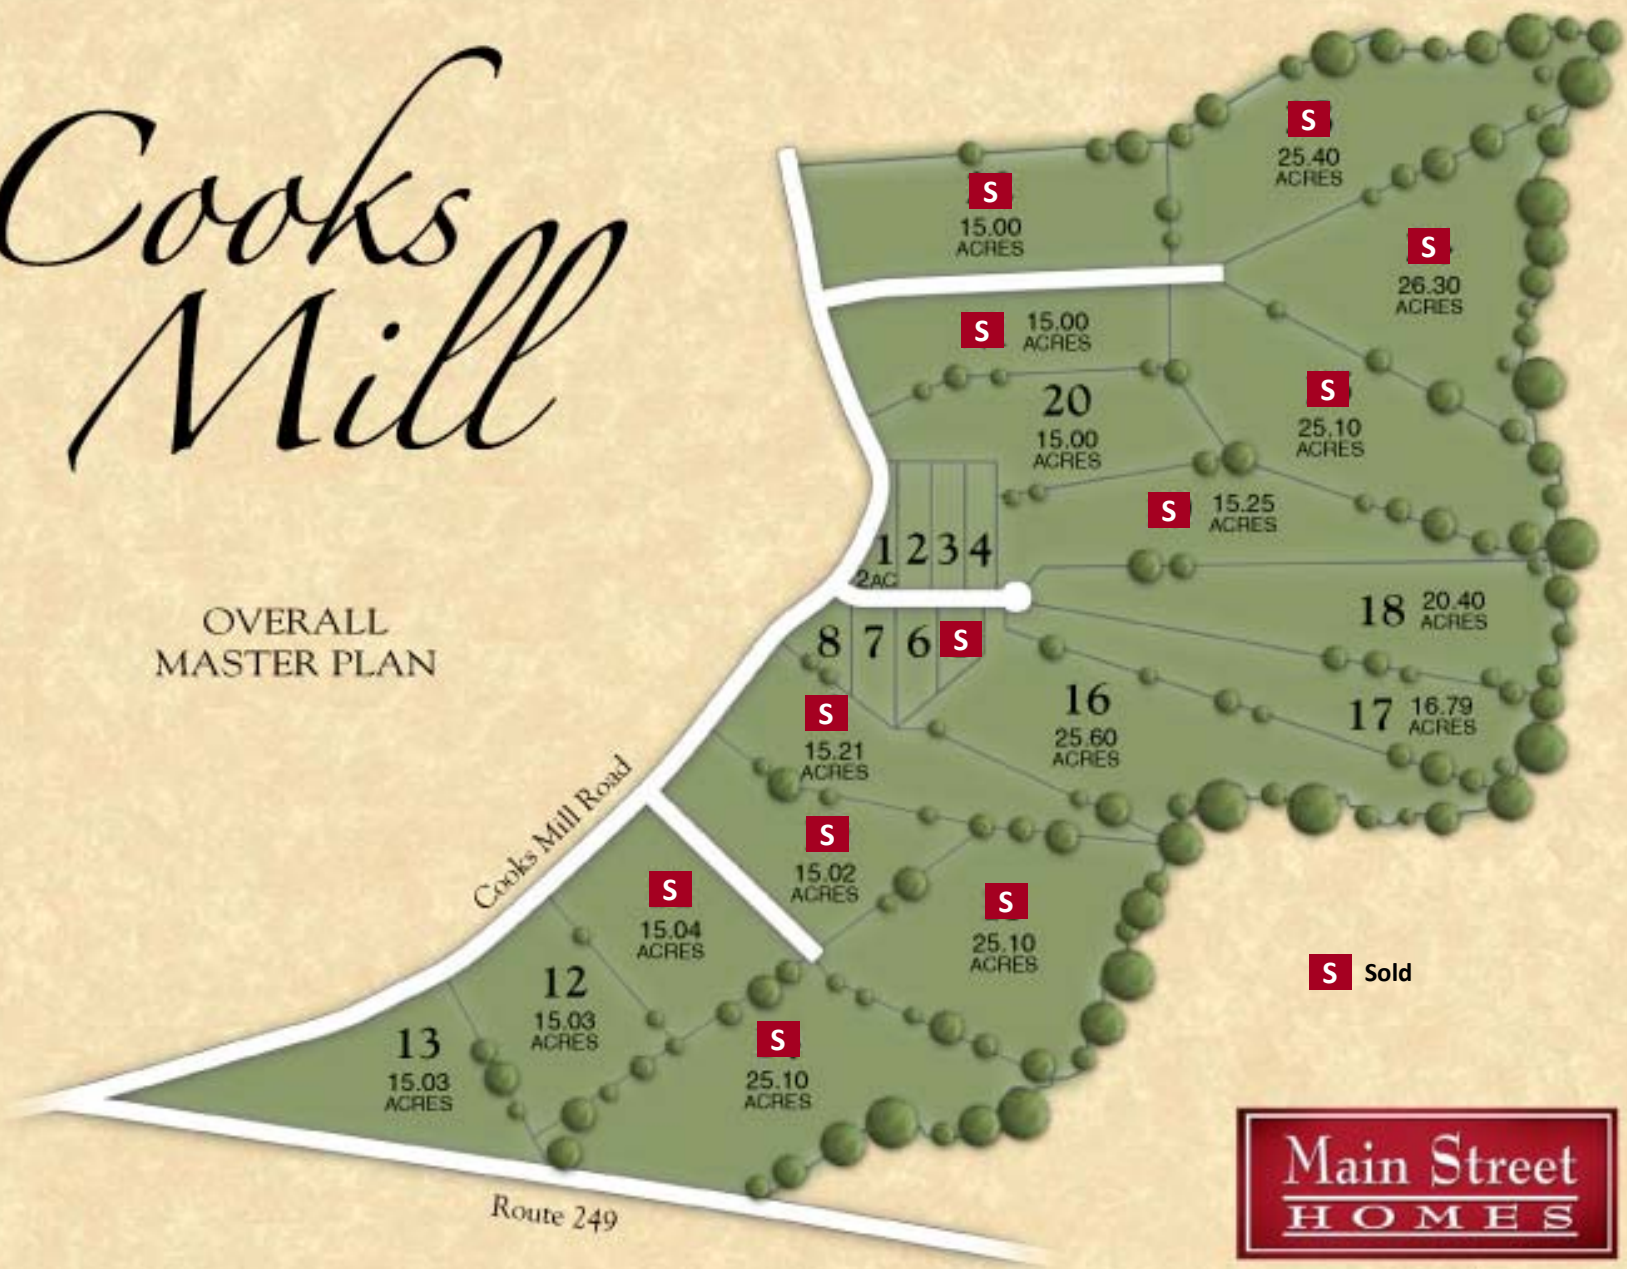 Cooks
Mill
OVERALL
MASTER PLAN
S
25.40
ACRES
S
15.00
ACRES
S
26.30
ACRES
S
15.00
ACRES
20
15.00
ACRES
S
25.10
ACRES
S
15.25
ACRES
1
2AC
2
3
4
18
20.40
ACRES
8
7
6
S
17
16.79
ACRES
16
25.60
ACRES
S
15.21
ACRES
Cooks Mill Road
S
15.02
ACRES
S
15.04
ACRES
S
25.10
ACRES
12
15.03
ACRES
13
15.03
ACRES
S
25.10
ACRES
S Sold
Route 249
Main Street
HOMES